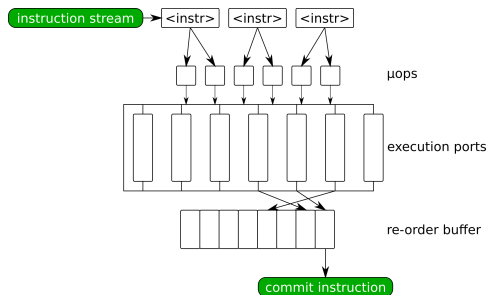 instruction stream
<instr>
<instr>
<instr>
µops
execution ports
re-order buffer
commit instruction